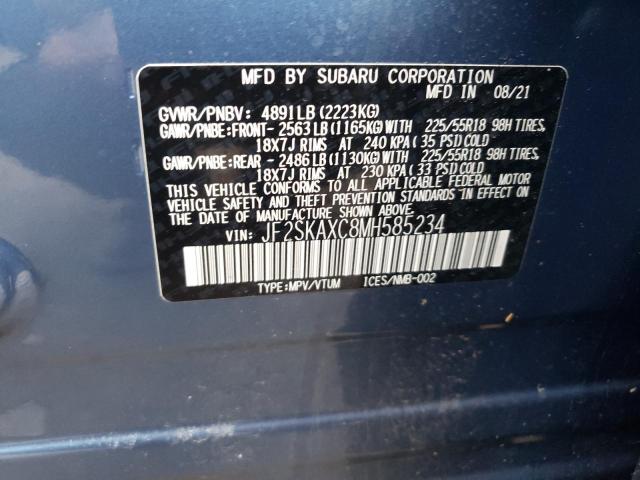 MFD BY SUBARU CORPORATION
MFD IN 08/21
GVWR/PNBV: 4891LB (2223KG)
GAWR/PNBE:FRONT- 2563LB (1165KG) WITH 225/55R18 98H TIRES,
18X7J RIMS AT 240 KPA ( 35 PSI) COLD
GAWR/PNBE:REAR - 2486LB (1130KG) WITH 225/55R18 98H TIRES,
18X7J RIMS AT 230 KPA ( 33 PSI) COLD
THIS VEHICLE CONFORMS TO ALL APPLICABLE FEDERAL MOTOR
VEHICLE SAFETY AND THEFT PREVENTION STANDARDS IN EFFECT ON
THE DATE OF MANUFACTURE SHOWN ABOVE.
VIN: JF2SKAXC8MH585234
TYPE:MPV/VTUM ICES/NMB-002